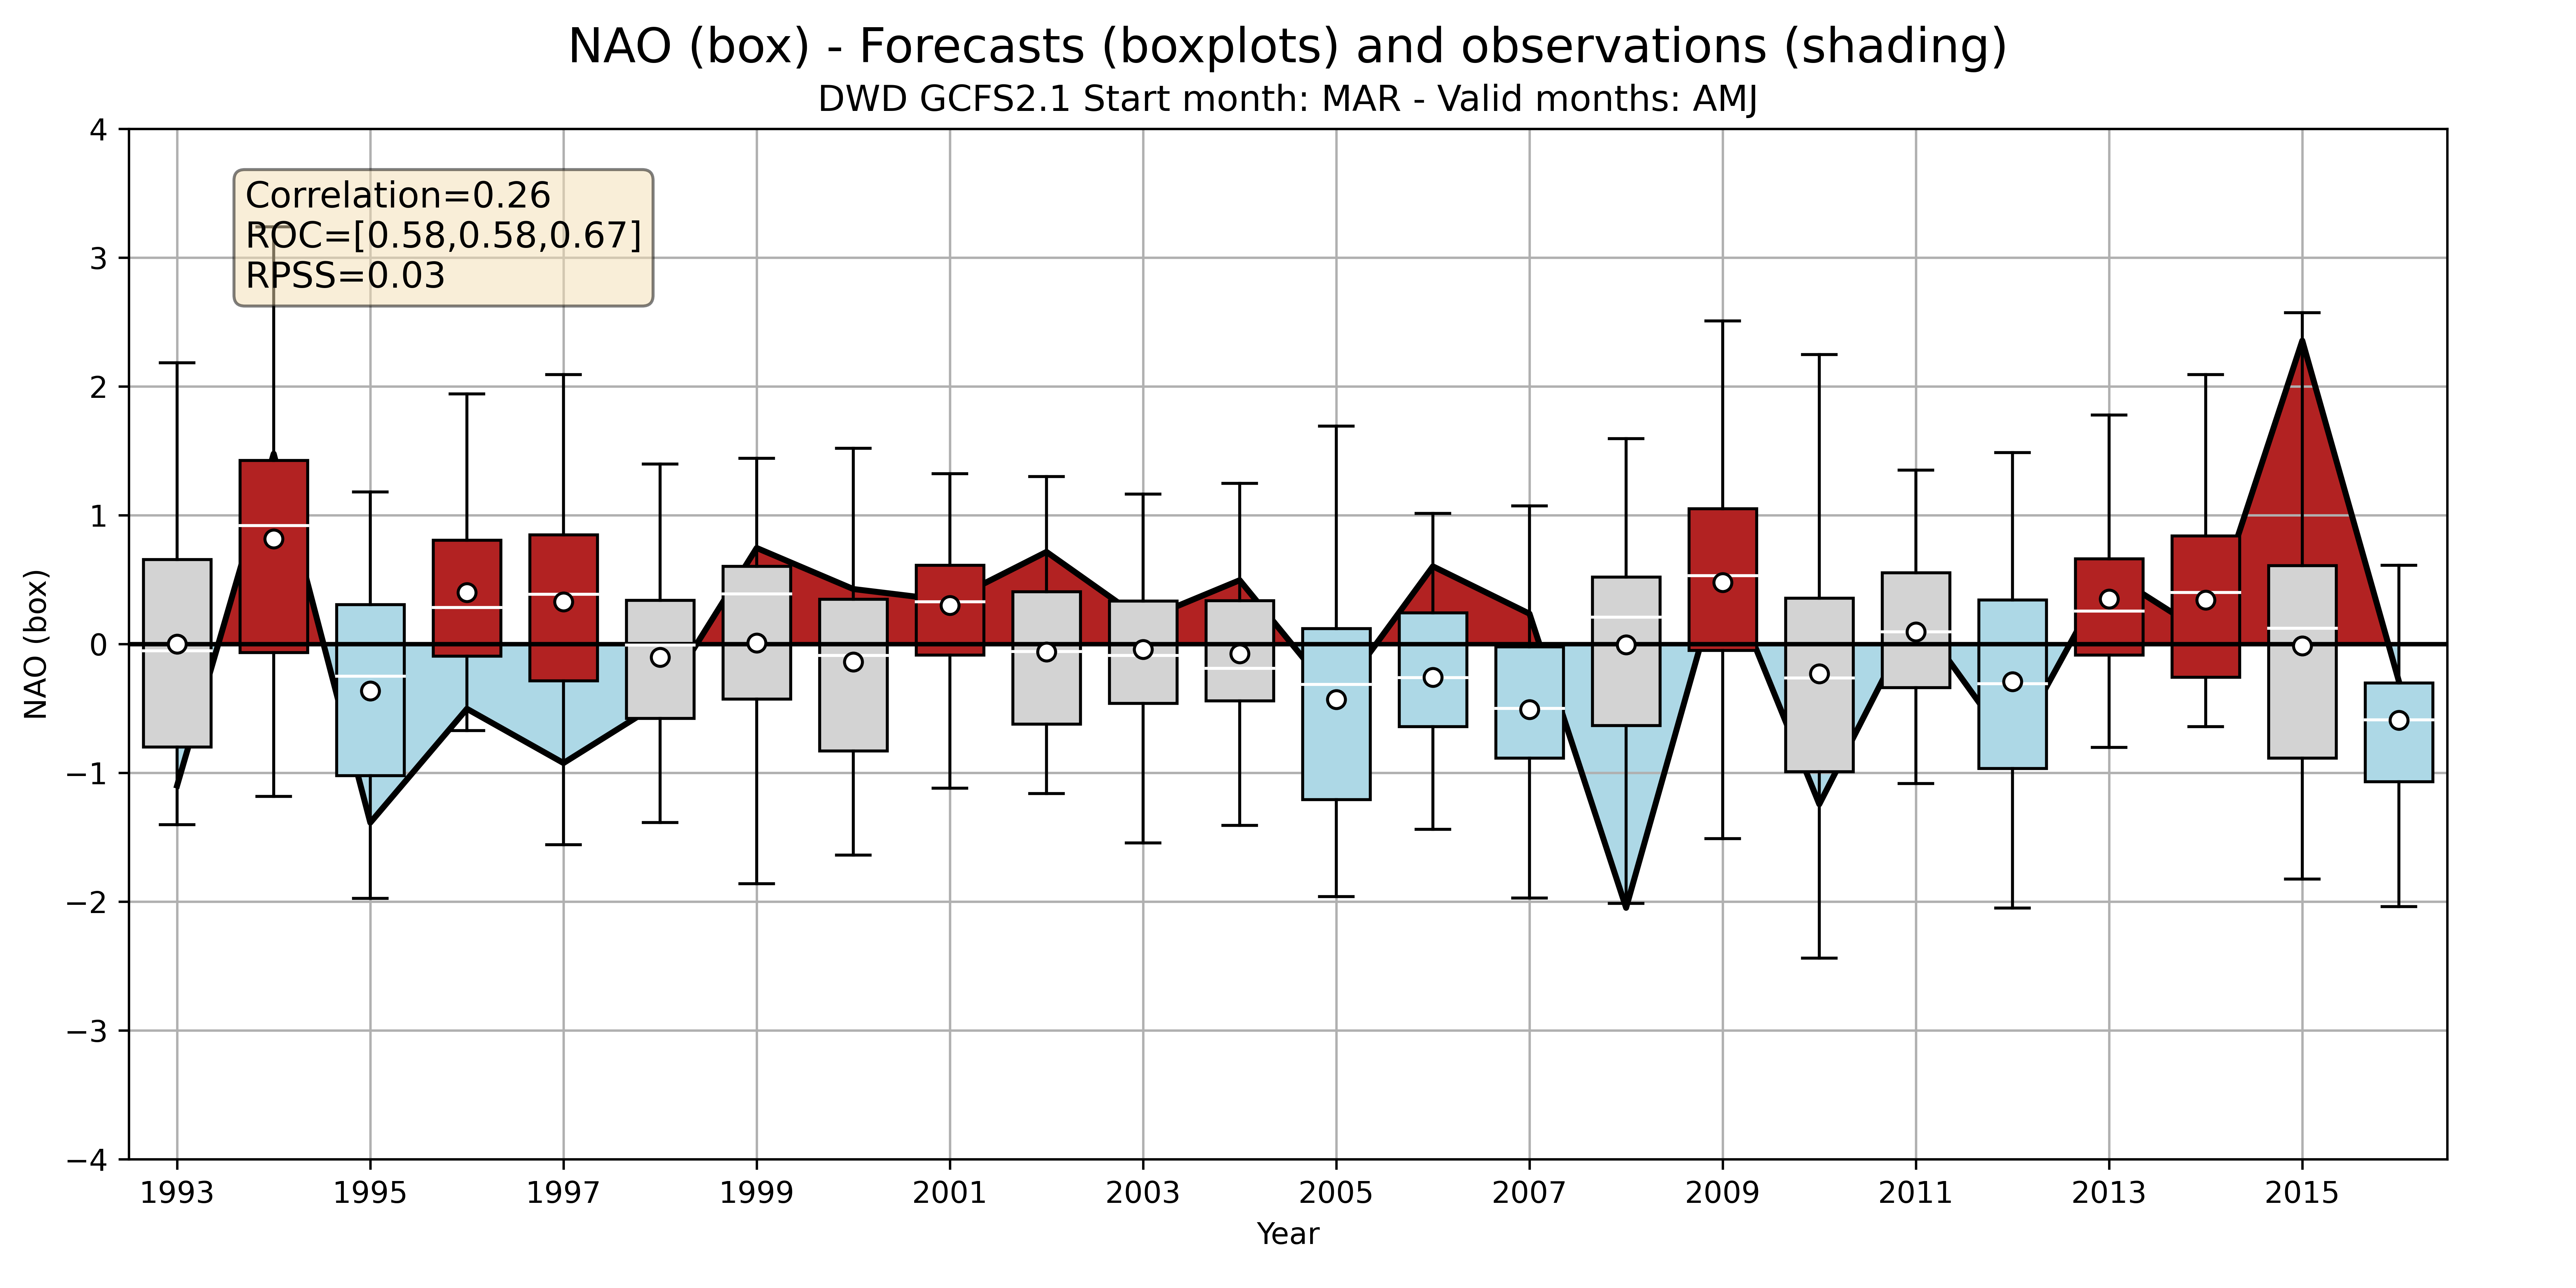 NAO (box) - Forecasts (boxplots) and observations (shading)
DWD GCFS2.1 Start month: MAR - Valid months: AMJ
Correlation=0.26
ROC=[0.58,0.58,0.67]
RPSS=0.03
NAO (box)
4
3
2
1
0
−1
−2
−3
−4
1993 1995 1997 1999 2001 2003 2005 2007 2009 2011 2013 2015
Year